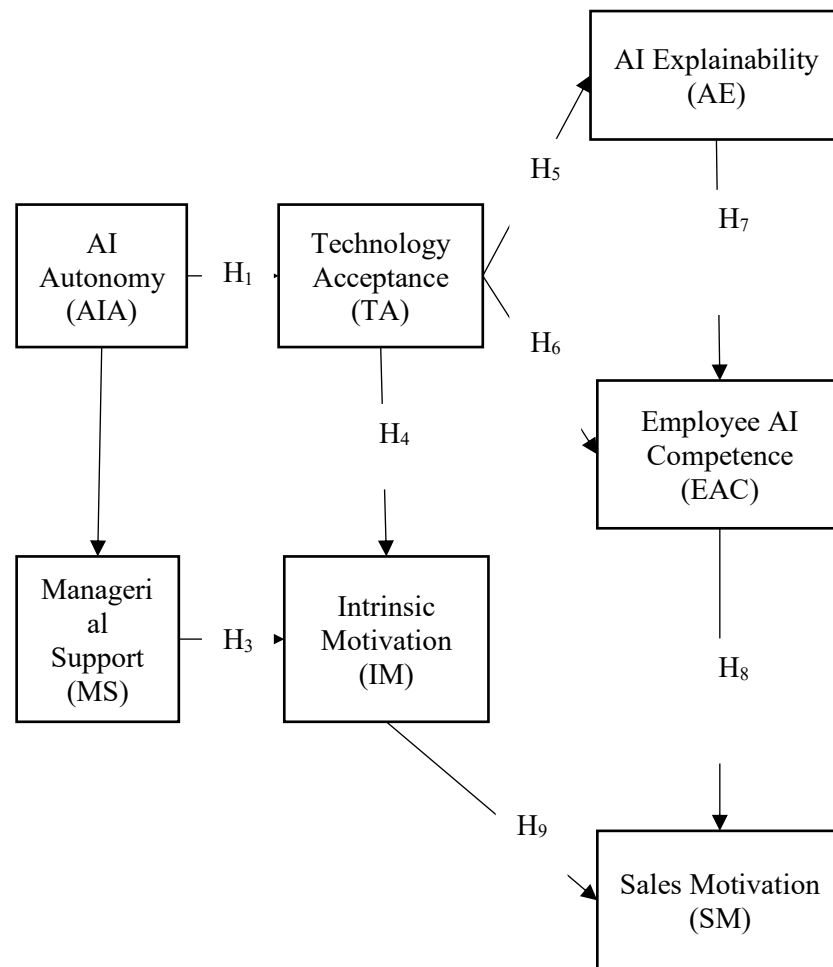 AI Explainability
(AE)
H₅
H₇
AI
Autonomy
(AIA)
H₁
Technology
Acceptance
(TA)
H₆
H₄
Employee AI
Competence
(EAC)
Manageri
al
Support
(MS)
H₃
Intrinsic
Motivation
(IM)
H₈
H₉
Sales Motivation
(SM)